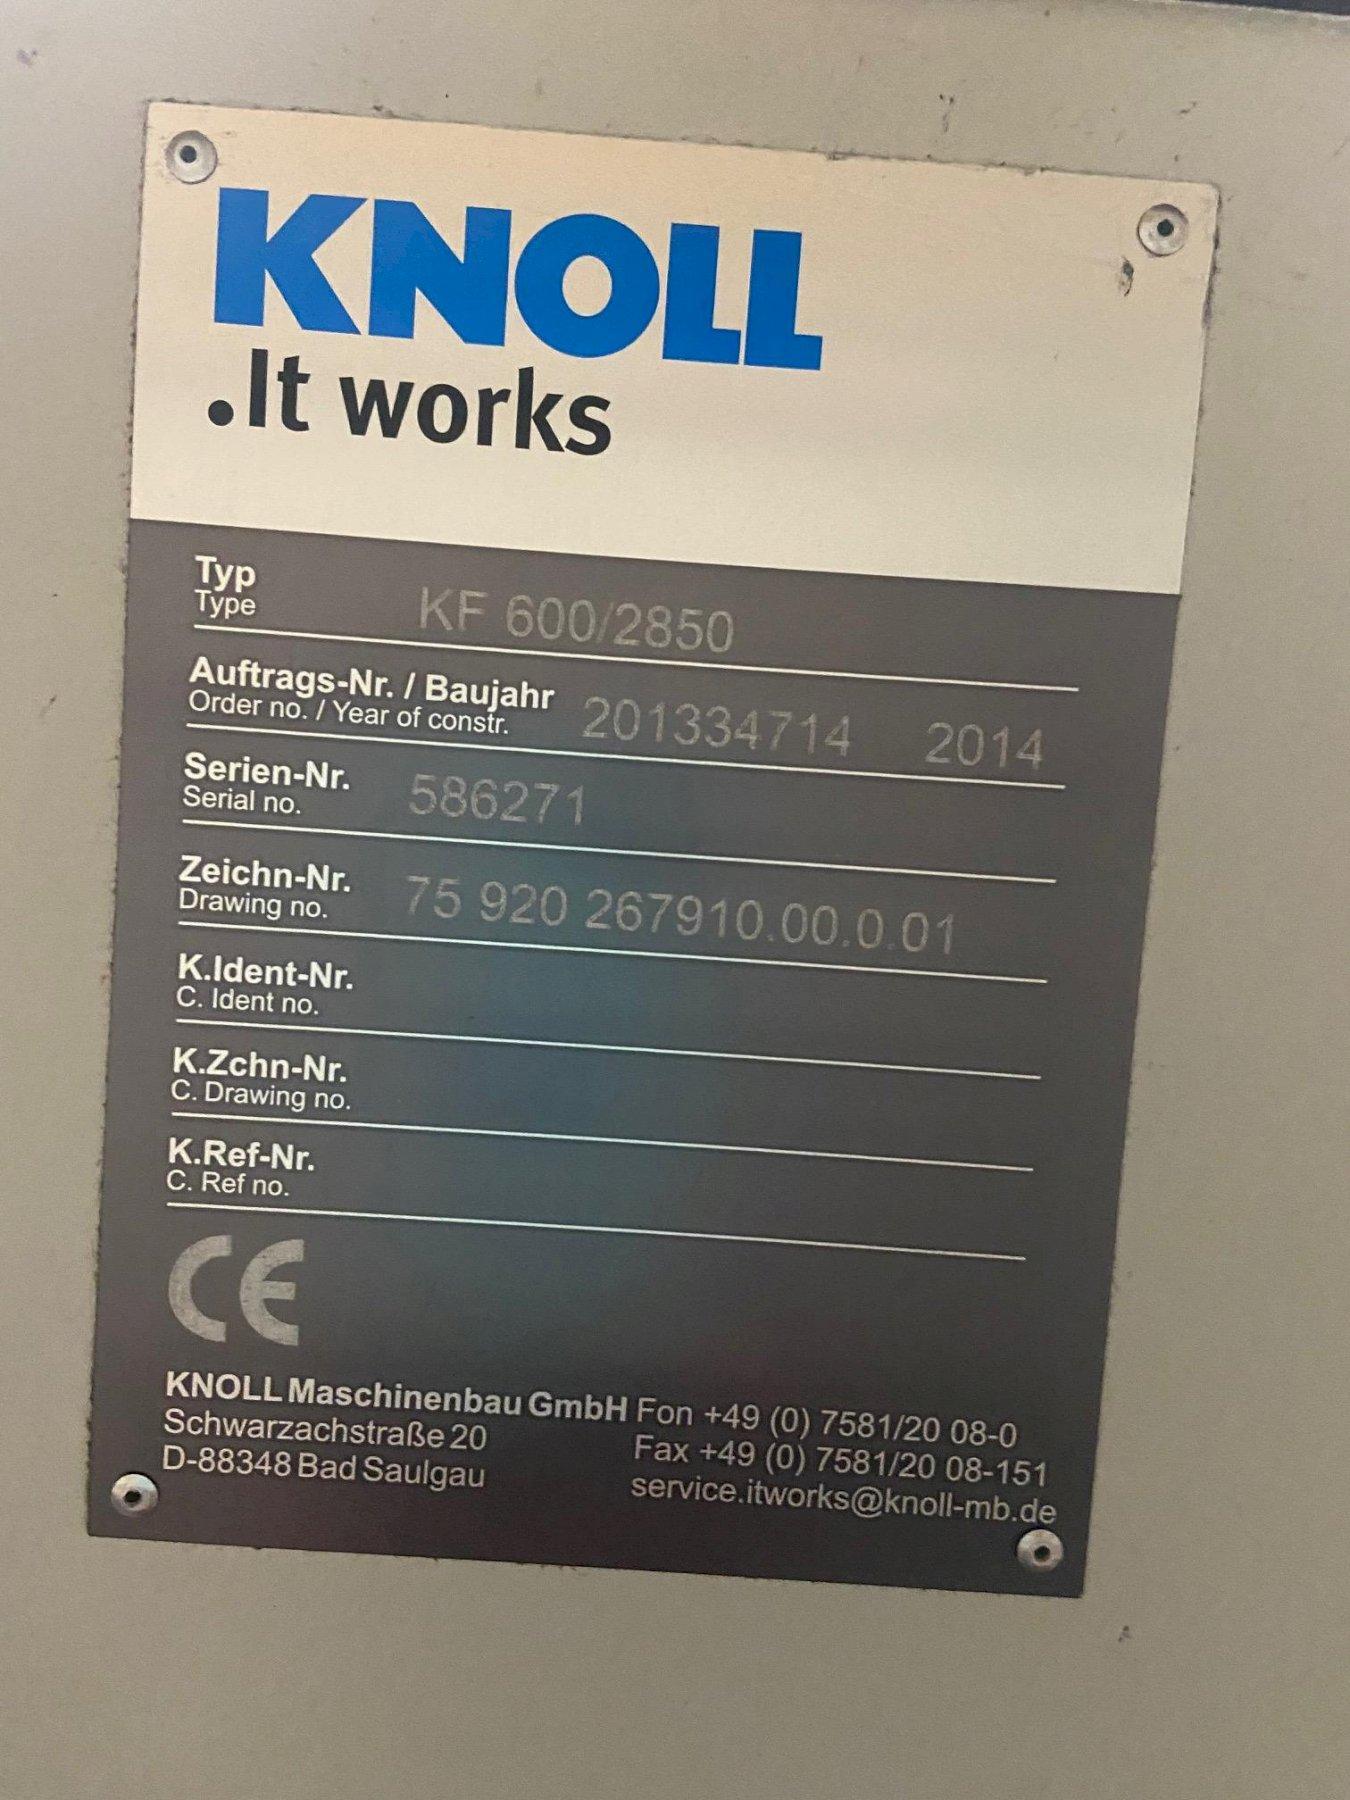 KNOLL
.It works
Typ
Type
KF 600/2850
Auftrags-Nr. / Baujahr
Order no. / Year of constr.
201334714 2014
Serien-Nr.
Serial no.
586271
Zeichn-Nr.
Drawing no.
75 920 267910.00.0.01
K.Ident-Nr.
C. Ident no.
K.Zchn-Nr.
C. Drawing no.
K.Ref-Nr.
C. Ref no.
CE
KNOLL Maschinenbau GmbH Fon +49 (0) 7581/20 08-0
Schwarzachstraße 20 Fax +49 (0) 7581/20 08-151
D-88348 Bad Saulgau service.itworks@knoll-mb.de